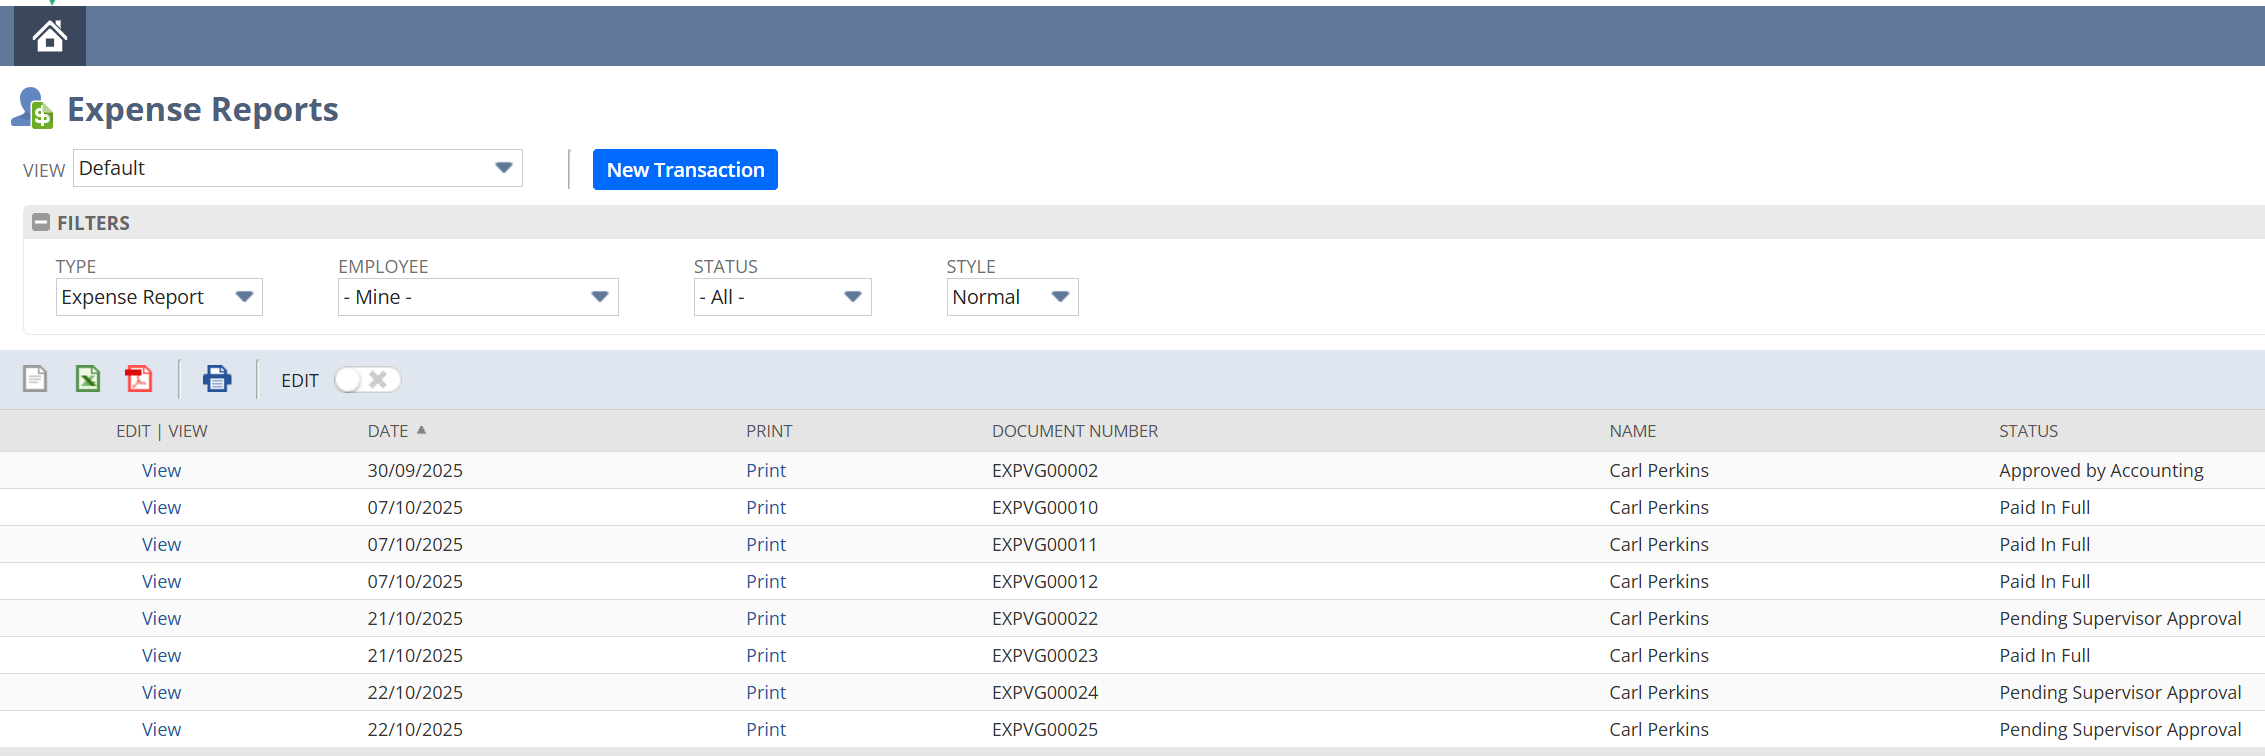 Expense Reports
VIEW Default New Transaction
FILTERS
TYPE EMPLOYEE STATUS STYLE
Expense Report - Mine - - All - Normal
EDIT
EDIT | VIEW DATE PRINT DOCUMENT NUMBER NAME STATUS
View 30/09/2025 Print EXPVG00002 Carl Perkins Approved by Accounting
View 07/10/2025 Print EXPVG00010 Carl Perkins Paid In Full
View 07/10/2025 Print EXPVG00011 Carl Perkins Paid In Full
View 07/10/2025 Print EXPVG00012 Carl Perkins Paid In Full
View 21/10/2025 Print EXPVG00022 Carl Perkins Pending Supervisor Approval
View 21/10/2025 Print EXPVG00023 Carl Perkins Paid In Full
View 22/10/2025 Print EXPVG00024 Carl Perkins Pending Supervisor Approval
View 22/10/2025 Print EXPVG00025 Carl Perkins Pending Supervisor Approval